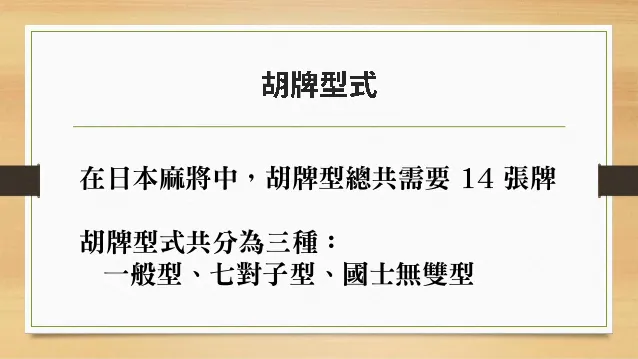 胡牌型式
在日本麻將中，胡牌型總共需要 14 張牌
胡牌型式共分為三種：
一般型、七對子型、國士無雙型